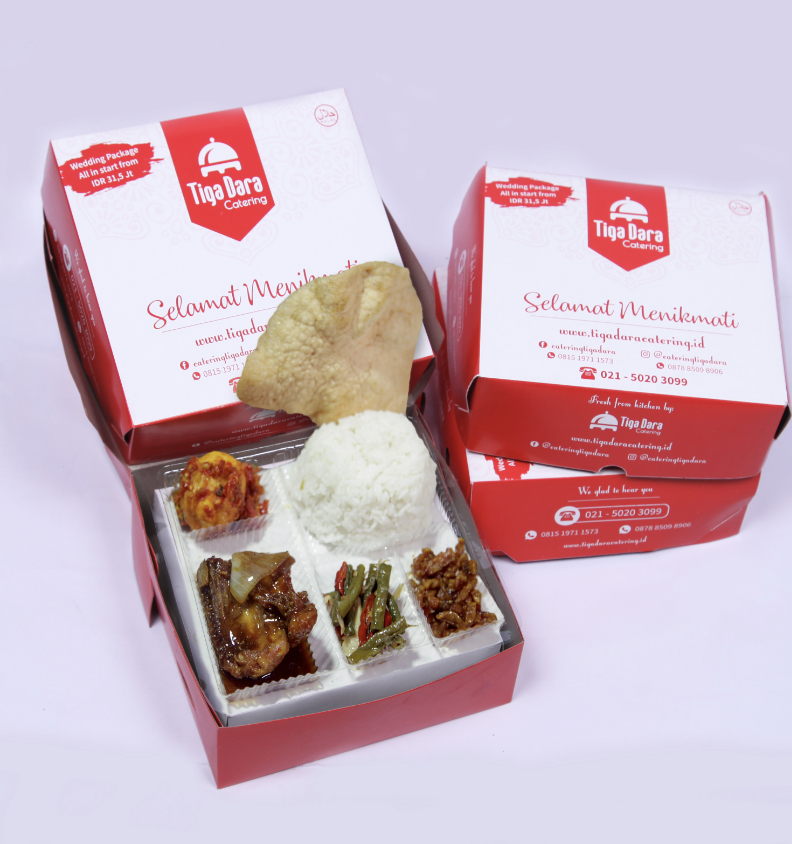 Wedding Package
All in start from
IDR 31,5 Jt
Tiga Dara
Catering
Selamat Menikmati
0815 1971
Wedding Package
All in start from
IDR 31,5 Jt
Tiga Dara
Catering
Selamat Menikmati
www.tigadaracatering.id
cateringtigadara
@cateringtigadara
0815 1971 1573
0878 8509 8906
021 - 5020 3099
Fresh from kitchen by:
Tiga Dara
Catering
www.tigadaracatering.id
@cateringtigadara
@cateringtigadara
We glad to hear you
021 - 5020 3099
0815 1971 1573
0878 8509 8906
www.tigadaracatering.id